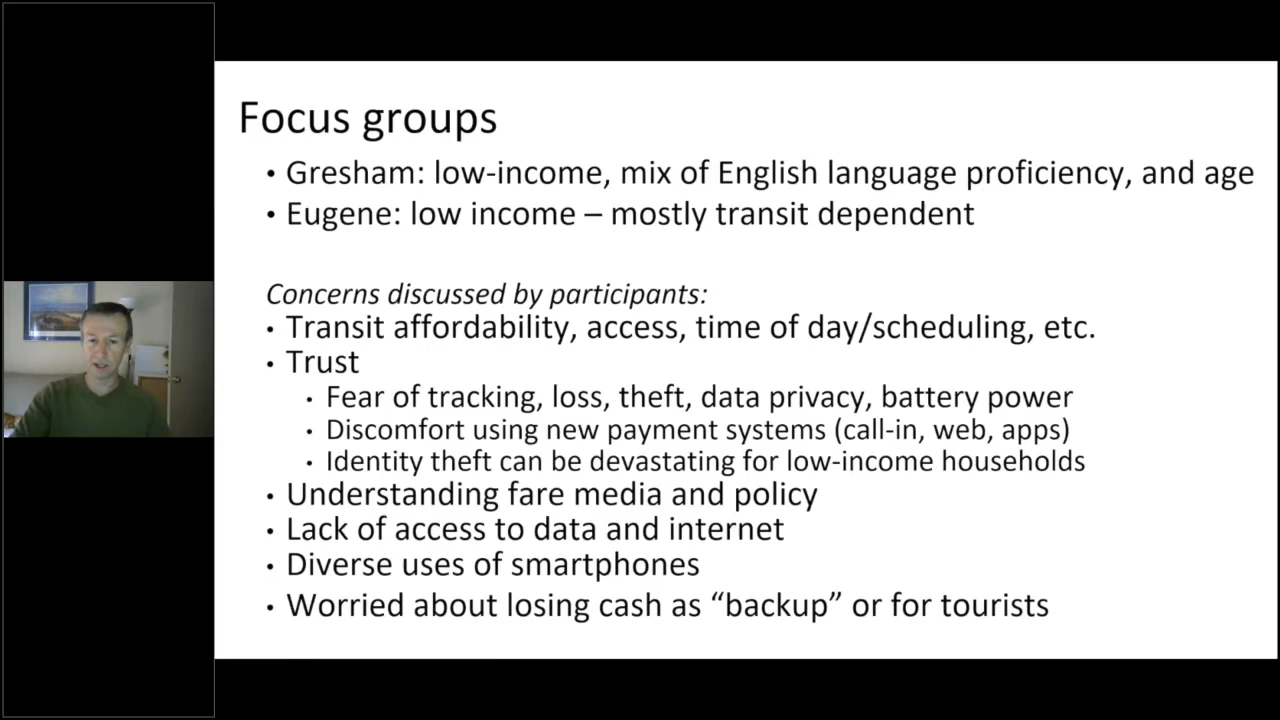 Focus groups
• Gresham: low-income, mix of English language proficiency, and age
• Eugene: low income – mostly transit dependent
Concerns discussed by participants:
• Transit affordability, access, time of day/scheduling, etc.
• Trust
• Fear of tracking, loss, theft, data privacy, battery power
• Discomfort using new payment systems (call-in, web, apps)
• Identity theft can be devastating for low-income households
• Understanding fare media and policy
• Lack of access to data and internet
• Diverse uses of smartphones
• Worried about losing cash as “backup” or for tourists